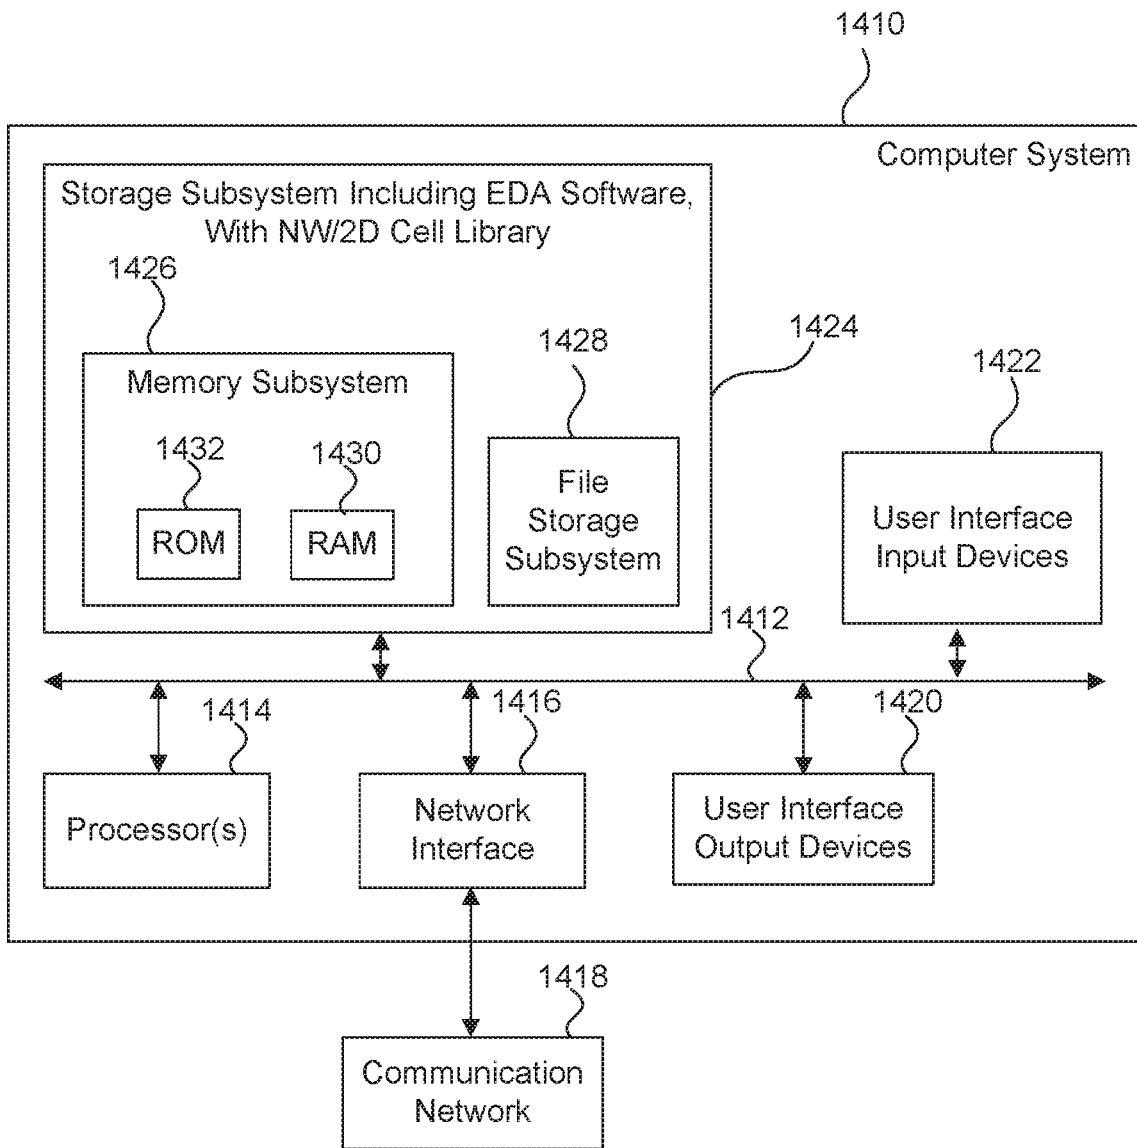 1410
Computer System
Storage Subsystem Including EDA Software,
With NW/2D Cell Library
1426
1424
1428
1422
Memory Subsystem
1432
1430
File
Storage
Subsystem
ROM
RAM
User Interface
Input Devices
1412
1414
1416
1420
Processor(s)
Network
Interface
User Interface
Output Devices
1418
Communication
Network